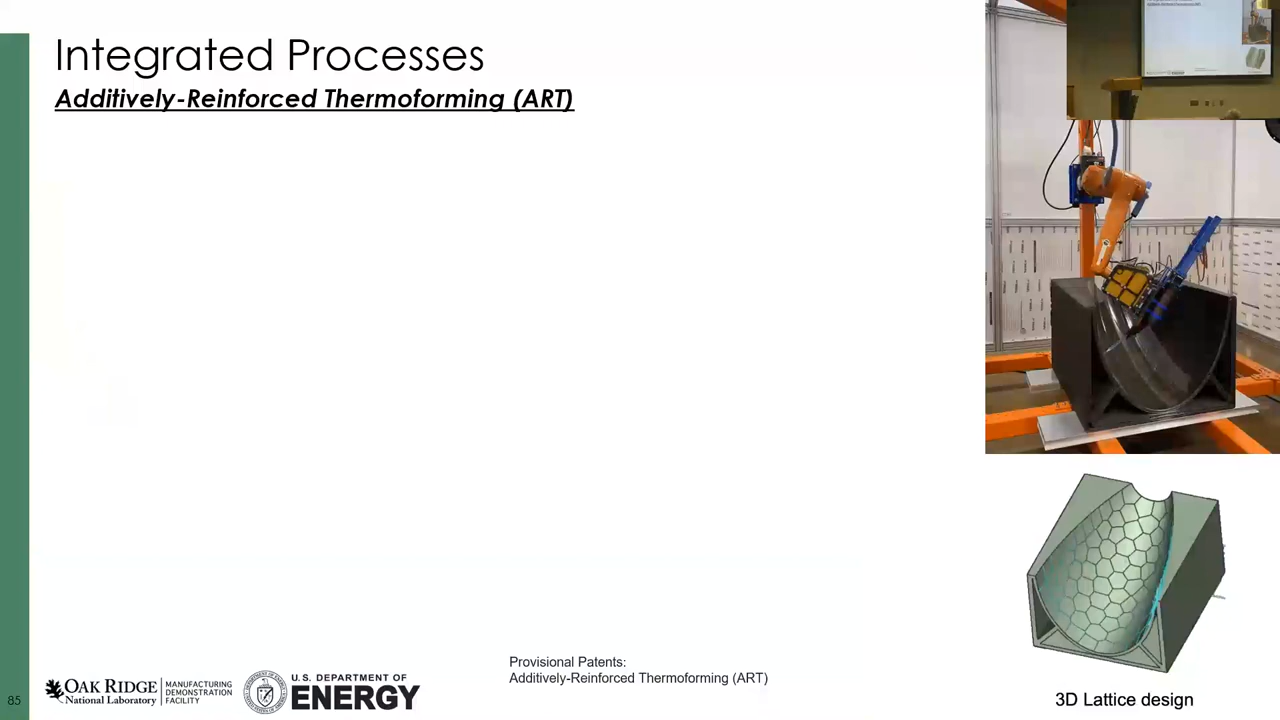 Integrated Processes
Additively-Reinforced Thermoforming (ART)
Provisional Patents:
Additively-Reinforced Thermoforming (ART)
3D Lattice design
85
OAK RIDGE
National Laboratory
MANUFACTURING
DEMONSTRATION
FACILITY
U.S. DEPARTMENT OF
ENERGY